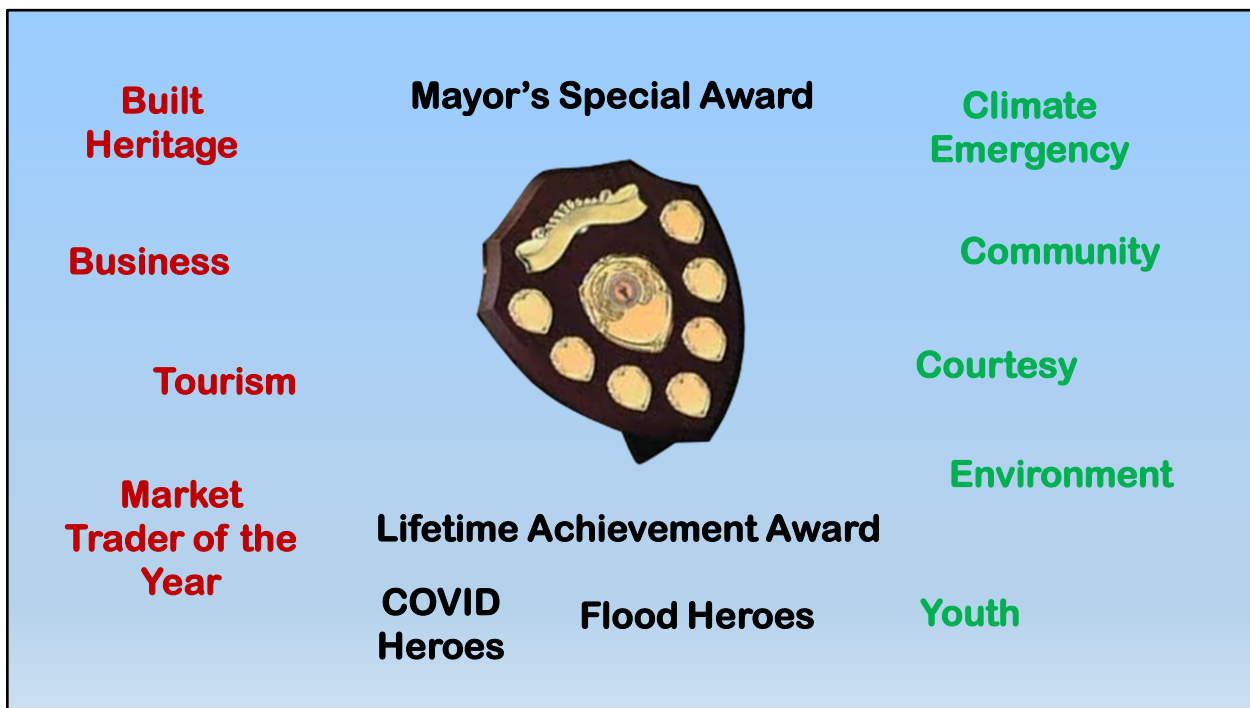 Built
Heritage
Mayor's Special Award
Climate
Emergency
Business
Community
Tourism
Courtesy
Market
Trader of the
Year
Environment
Lifetime Achievement Award
COVID
Heroes
Flood Heroes
Youth